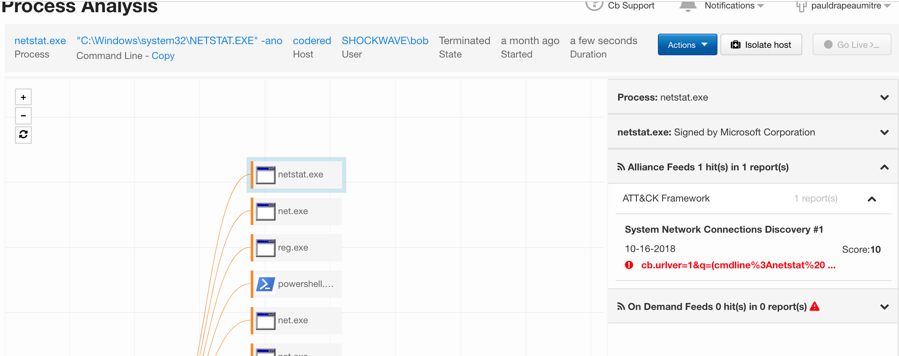 Process Analysis
Cb Support
Notifications
pauldrapeaumitre
netstat.exe
Process
"C:\Windows\system32\NETSTAT.EXE" -ano
Command Line - Copy
codered
Host
SHOCKWAVE\bob
User
Terminated
State
a month ago
Started
a few seconds
Duration
Actions
Isolate host
Go Live >_
+
−
netstat.exe
net.exe
reg.exe
powershell....
net.exe
net.exe
Process: netstat.exe
netstat.exe: Signed by Microsoft Corporation
Alliance Feeds 1 hit(s) in 1 report(s)
ATT&CK Framework 1 report(s)
System Network Connections Discovery #1
10-16-2018 Score:10
cb.urlver=1&q=(cmdline%3Anetstat%20 ...
On Demand Feeds 0 hit(s) in 0 report(s)